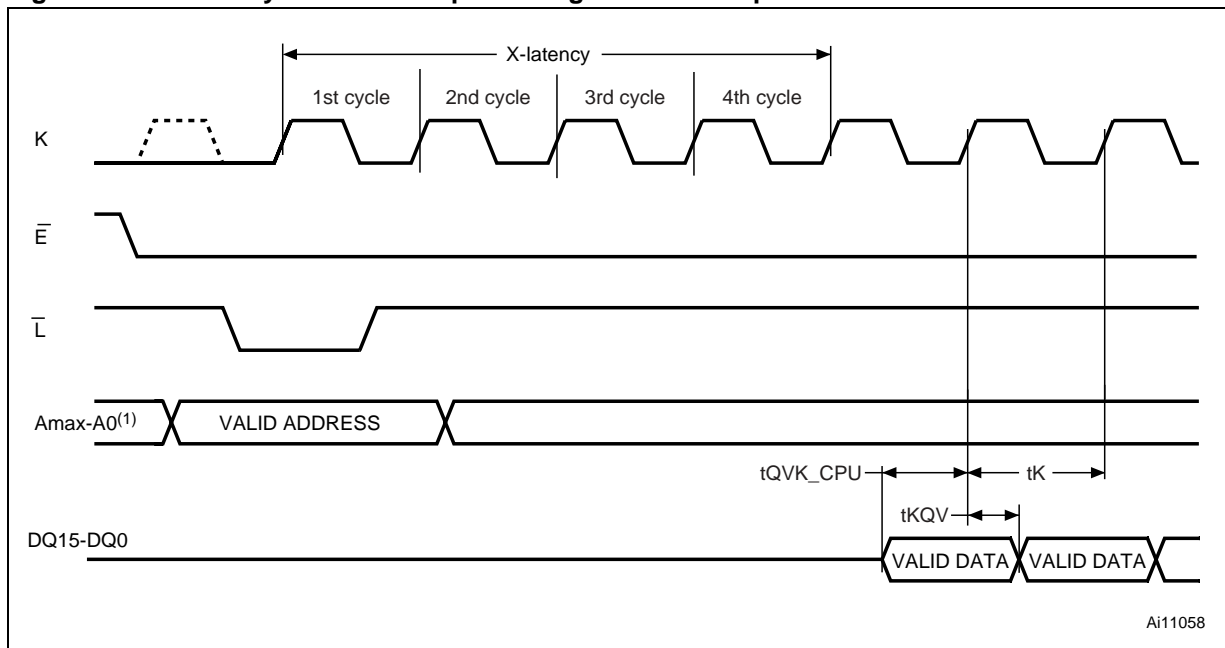 X-latency
1st cycle 2nd cycle 3rd cycle 4th cycle
K
E
L
Amax-A0(1) VALID ADDRESS
tQVK_CPU tK
tKQV
DQ15-DQ0
VALID DATA VALID DATA
Ai11058